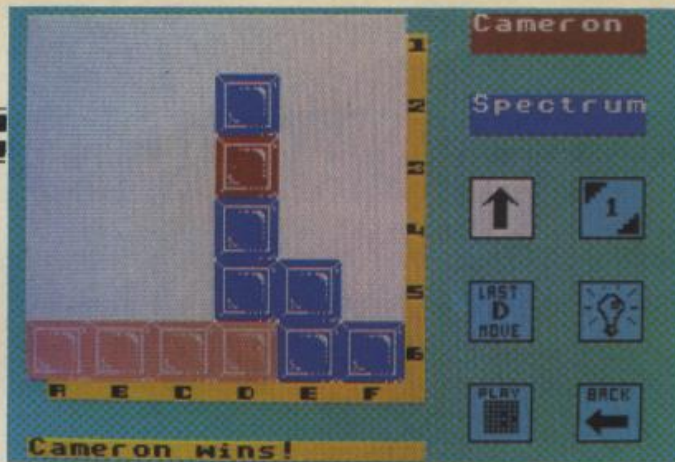 Cameron
Spectrum
1
2
3
4
5
6
1
LAST
D
MOVE
PLAY
BACK
A B C D E F
Cameron wins!